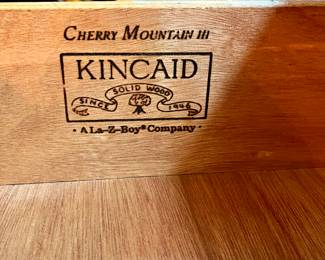 CHERRY MOUNTAIN III
KINCAID
SOLID WOOD
SINCE 1946
• A La-Z-Boy® Company •